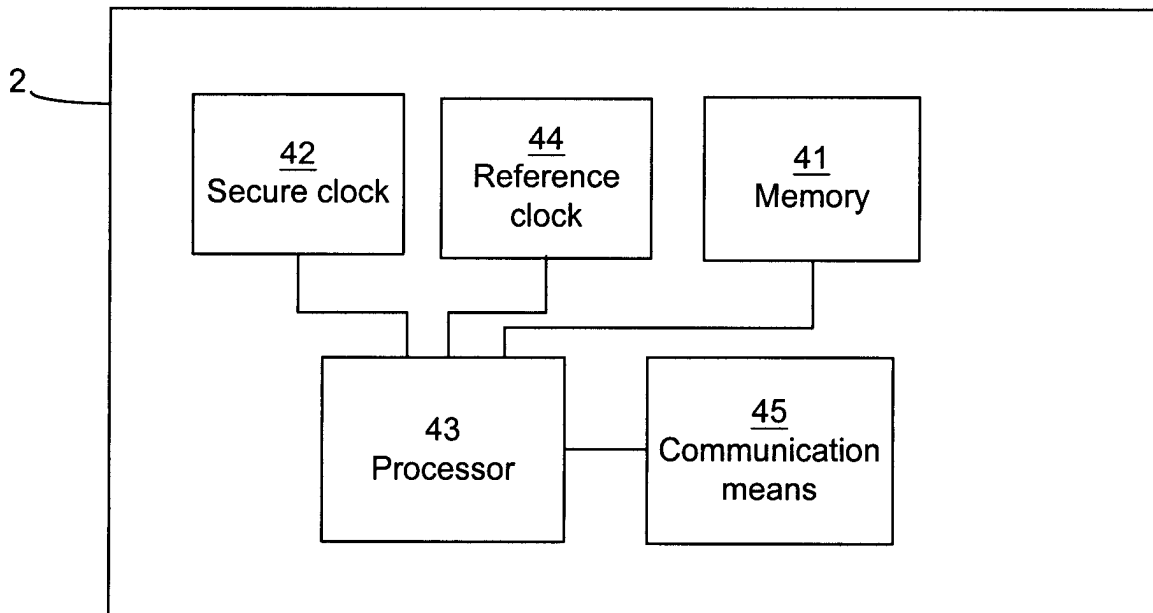 2
42
Secure clock
44
Reference
clock
41
Memory
43
Processor
45
Communication
means